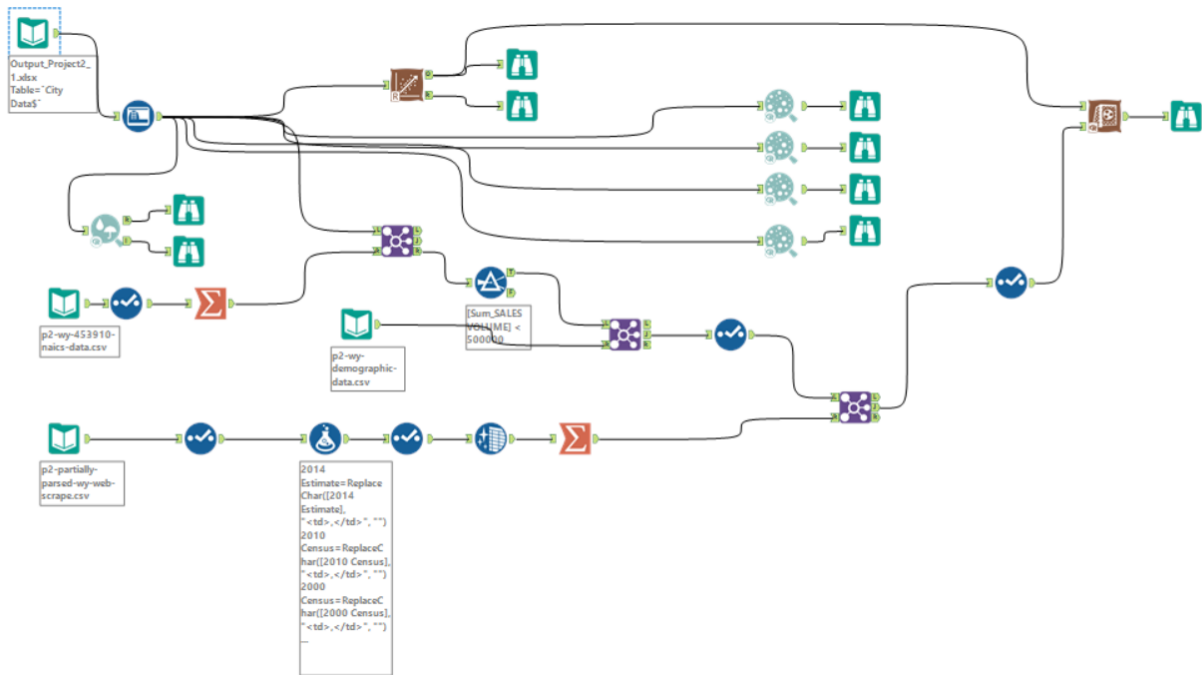 Output_Project2_
1.xlsx
Table=`City
Data$`
p2-wy-453910-
naics-data.csv
p2-wy-
demographic-
data.csv
[Sum_SALES
VOLUME] <
500000
p2-partially-
parsed-wy-web-
scrape.csv
2014
Estimate=Replace
Char([2014
Estimate],
"<td>,</td>", "")
2010
Census=ReplaceC
har([2010 Census],
"<td>,</td>", "")
2000
Census=ReplaceC
har([2000 Census],
"<td>,</td>", "")
...